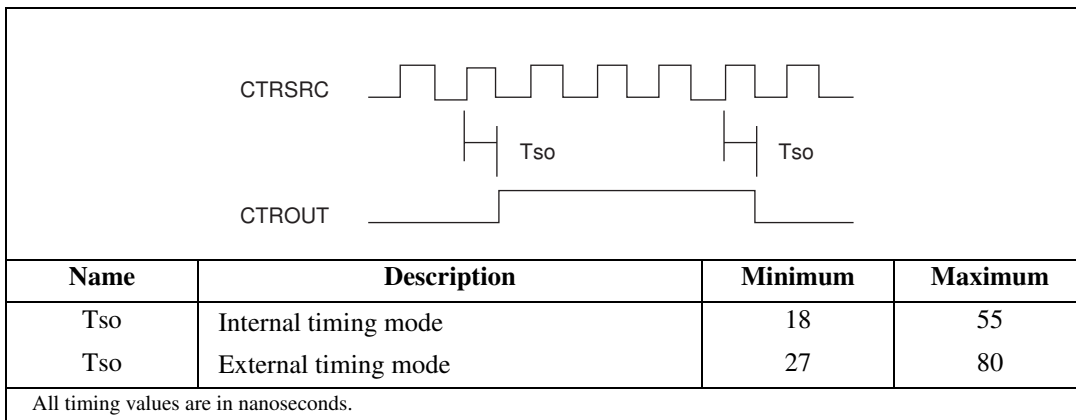 CTRSRC
Tso Tso
CTROUT
Name Description Minimum Maximum
Tso Internal timing mode 18 55
Tso External timing mode 27 80
All timing values are in nanoseconds.